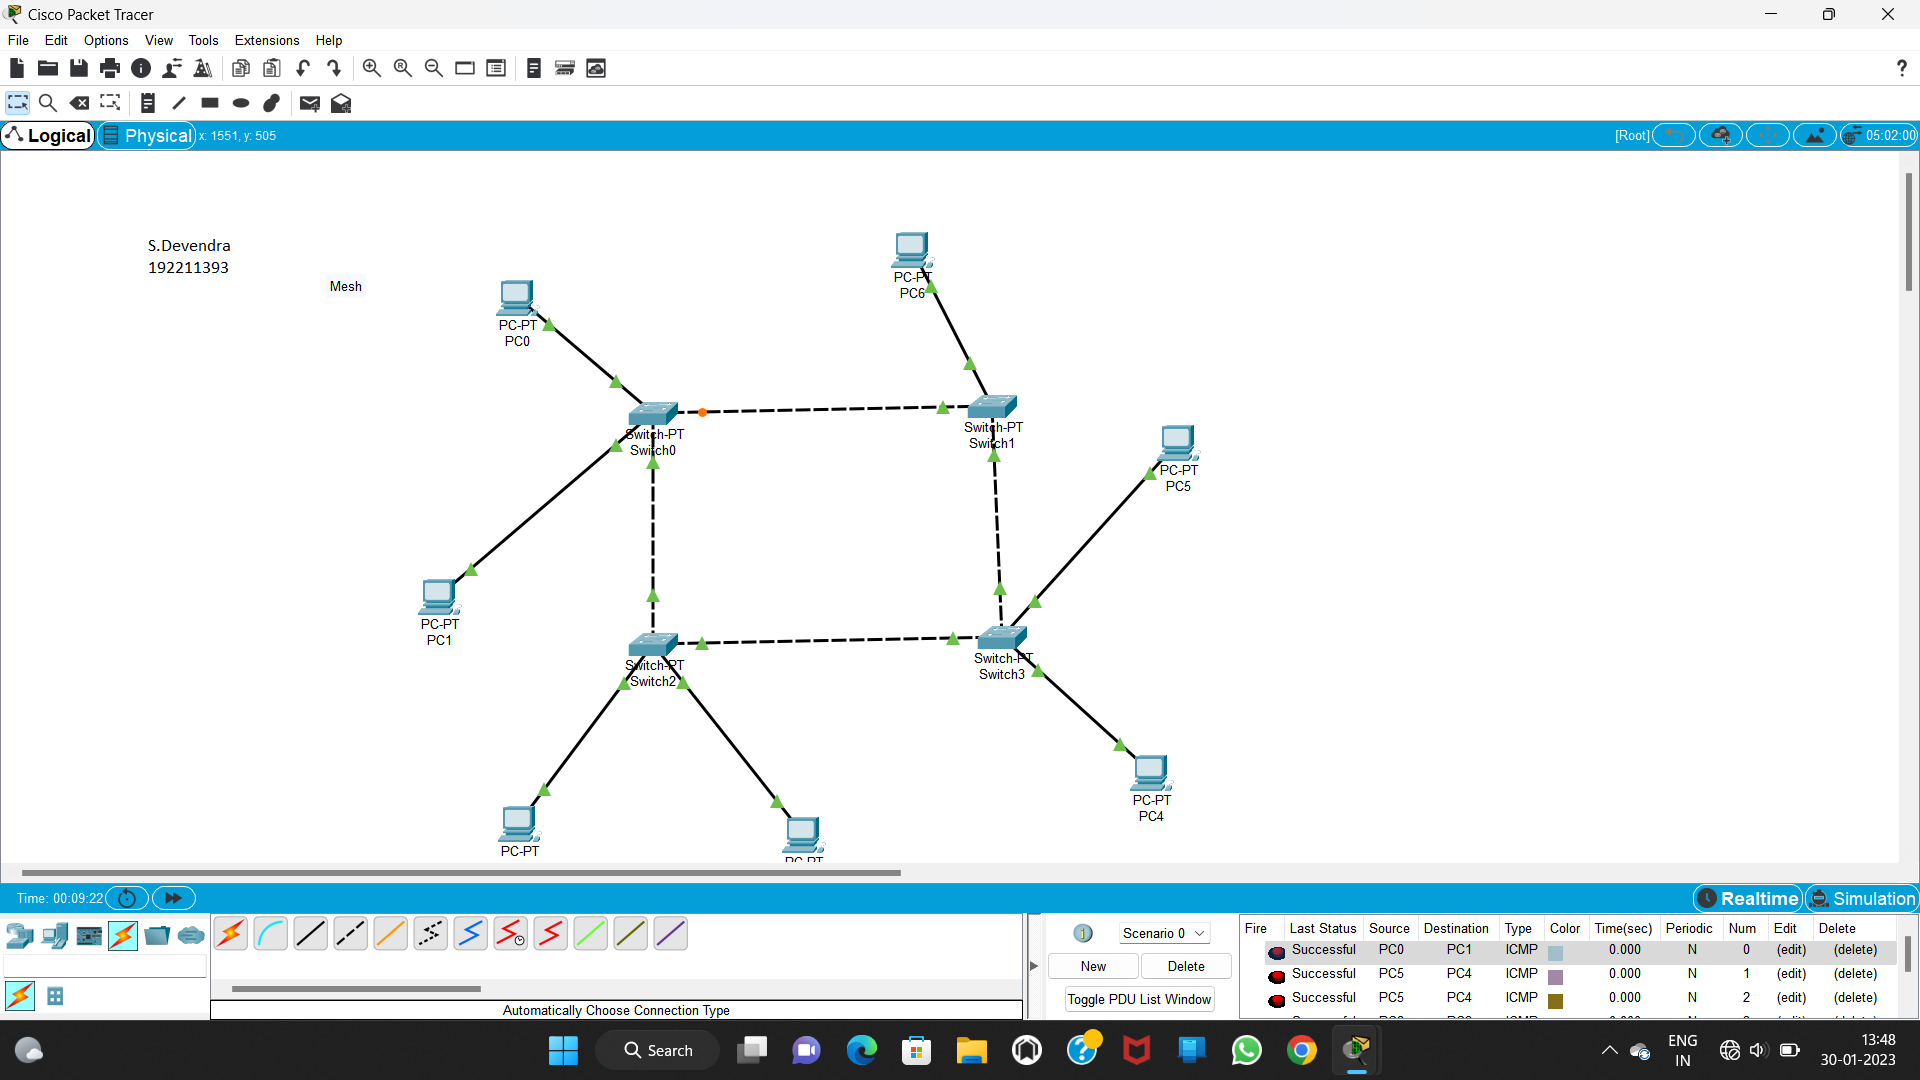 Cisco Packet Tracer
File Edit Options View Tools Extensions Help
Logical Physical x: 1551, y: 505 [Root] 05:02:00
S.Devendra
192211393
Mesh
PC-PT
PC6
PC-PT
PC0
Switch-PT
Switch0
Switch-PT
Switch1
PC-PT
PC5
PC-PT
PC1
Switch-PT
Switch2
Switch-PT
Switch3
PC-PT
PC4
PC-PT
PC-PT
Time: 00:09:22 Realtime Simulation
Scenario 0
New Delete
Toggle PDU List Window
Automatically Choose Connection Type
Fire Last Status Source Destination Type Color Time(sec) Periodic Num Edit Delete
Successful PC0 PC1 ICMP 0.000 N 0 (edit) (delete)
Successful PC5 PC4 ICMP 0.000 N 1 (edit) (delete)
Successful PC5 PC4 ICMP 0.000 N 2 (edit) (delete)
Search
ENG
IN
13:48
30-01-2023